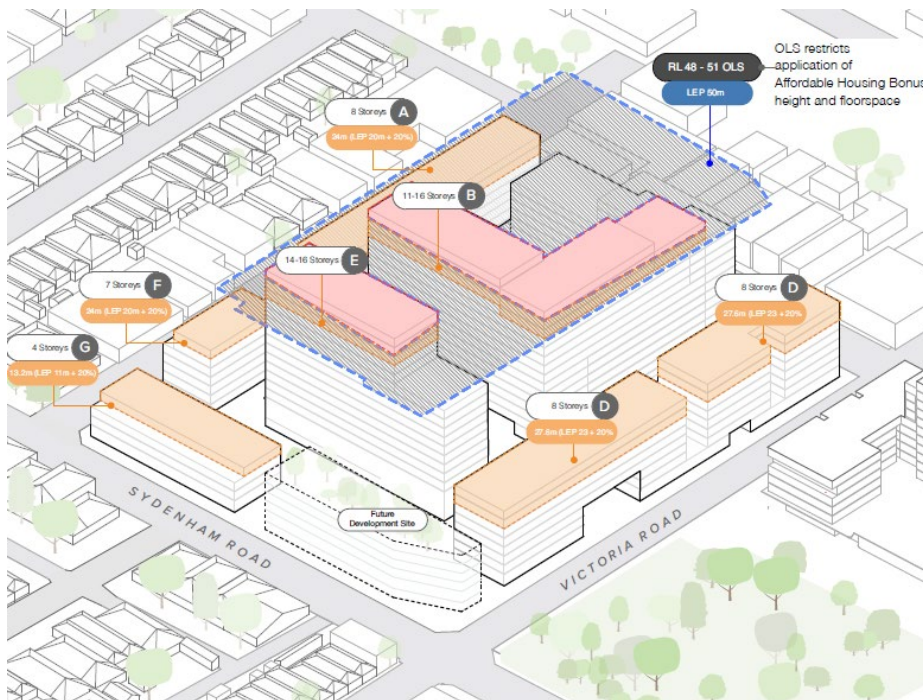 RL 48 - 51 OLS
LEP 50m
OLS restricts
application of
Affordable Housing Bonus
height and floorspace
8 Storeys A
34m (LEP 20m + 20%)
11-16 Storeys B
14-16 Storeys E
7 Storeys F
34m (LEP 20m + 20%)
8 Storeys D
27.6m (LEP 23 + 20%
4 Storeys G
13.2m (LEP 11m + 20%)
8 Storeys D
27.6m (LEP 23 + 20%
Future
Development Site
SYDENHAM ROAD
VICTORIA ROAD